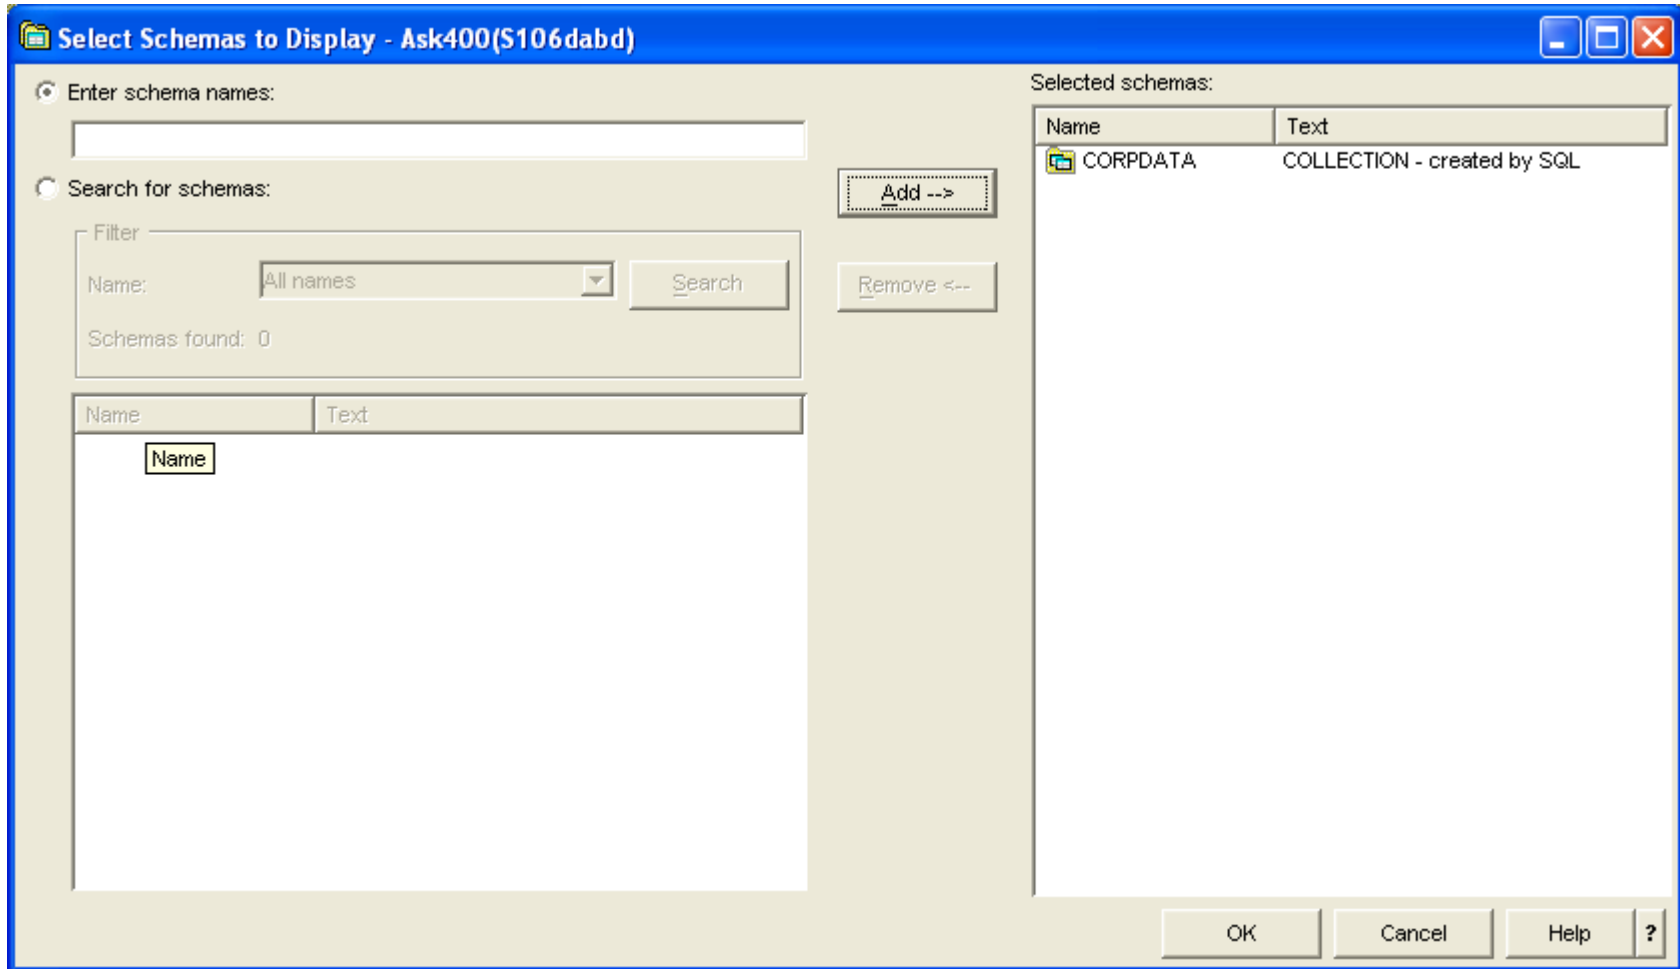 Select Schemas to Display - Ask400(S106dabd)
Enter schema names:
Search for schemas:
Filter
Name: All names Search
Schemas found: 0
Name Text
Name
Add -->
Remove <--
Selected schemas:
Name Text
CORPDATA COLLECTION - created by SQL
OK Cancel Help ?